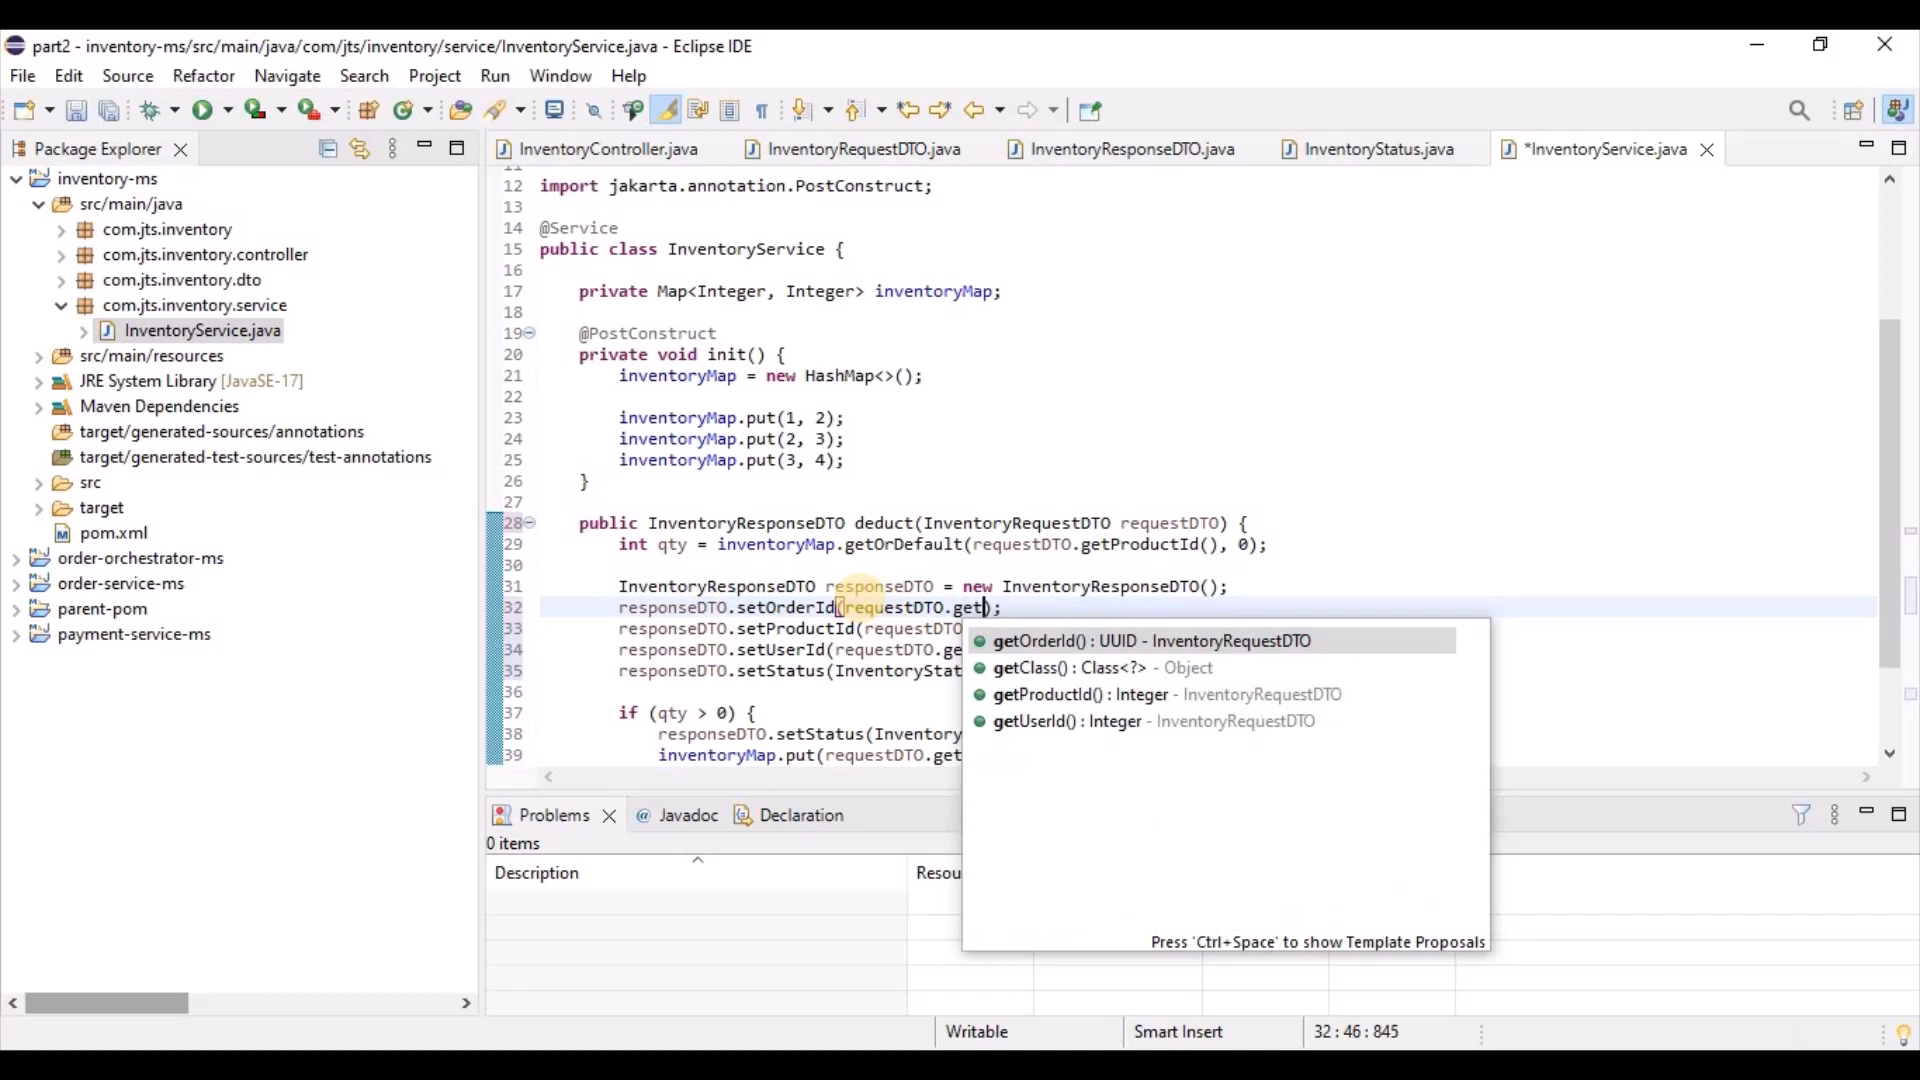 part2 - inventory-ms/src/main/java/com/jts/inventory/service/InventoryService.java - Eclipse IDE
File Edit Source Refactor Navigate Search Project Run Window Help
Package Explorer
inventory-ms
src/main/java
com.jts.inventory
com.jts.inventory.controller
com.jts.inventory.dto
com.jts.inventory.service
InventoryService.java
src/main/resources
JRE System Library [JavaSE-17]
Maven Dependencies
target/generated-sources/annotations
target/generated-test-sources/test-annotations
src
target
pom.xml
order-orchestrator-ms
order-service-ms
parent-pom
payment-service-ms
InventoryController.java InventoryRequestDTO.java InventoryResponseDTO.java InventoryStatus.java *InventoryService.java
12 import jakarta.annotation.PostConstruct;
13
14 @Service
15 public class InventoryService {
16
17 private Map<Integer, Integer> inventoryMap;
18
19 @PostConstruct
20 private void init() {
21 inventoryMap = new HashMap<>();
22
23 inventoryMap.put(1, 2);
24 inventoryMap.put(2, 3);
25 inventoryMap.put(3, 4);
26 }
27
28 public InventoryResponseDTO deduct(InventoryRequestDTO requestDTO) {
29 int qty = inventoryMap.getOrDefault(requestDTO.getProductId(), 0);
30
31 InventoryResponseDTO responseDTO = new InventoryResponseDTO();
32 responseDTO.setOrderId(requestDTO.get);
33 responseDTO.setProductId(requestDTO
34 responseDTO.setUserId(requestDTO.ge
35 responseDTO.setStatus(InventoryStat
36
37 if (qty > 0) {
38 responseDTO.setStatus(Inventory
39 inventoryMap.put(requestDTO.get
getOrderId() : UUID - InventoryRequestDTO
getClass() : Class<?> - Object
getProductId() : Integer - InventoryRequestDTO
getUserId() : Integer - InventoryRequestDTO
Press 'Ctrl+Space' to show Template Proposals
Problems @ Javadoc Declaration
0 items
Description Resou
Writable Smart Insert 32 : 46 : 845